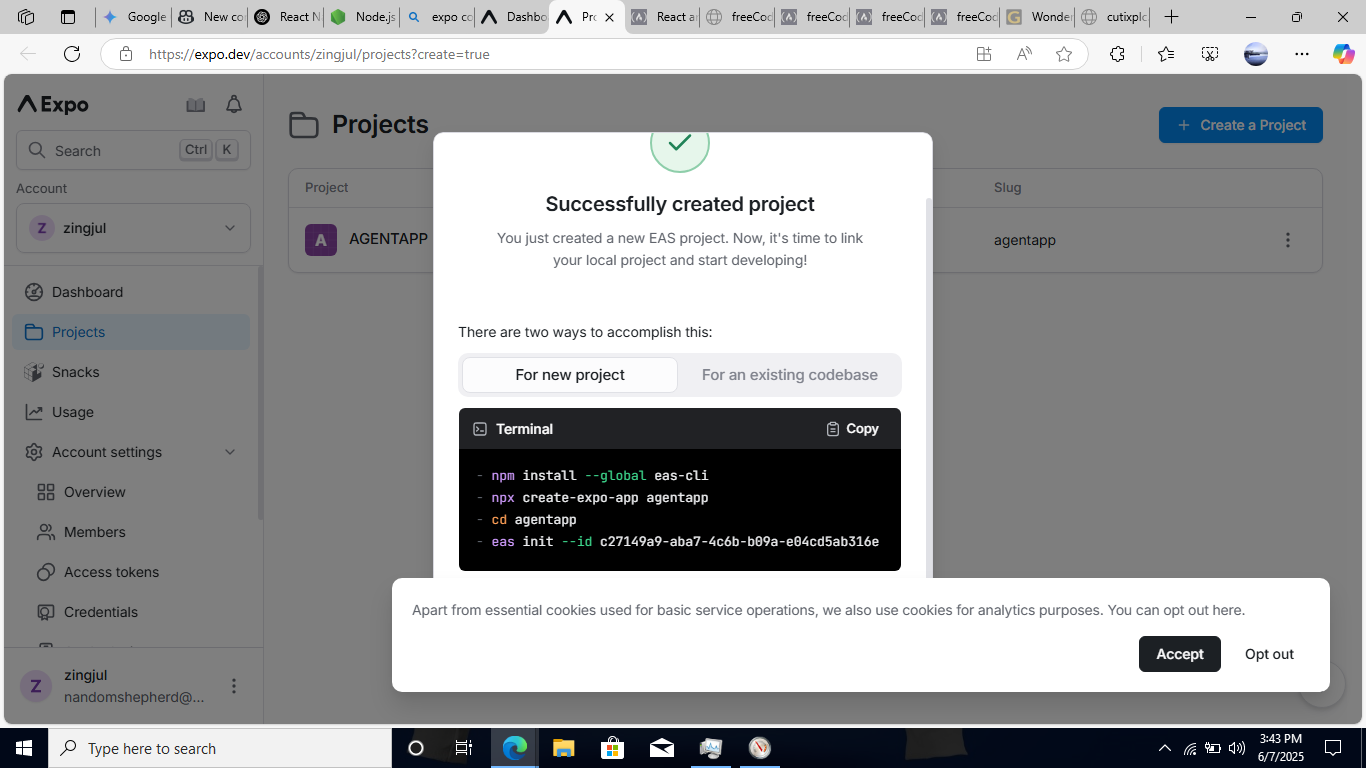 Google
New co
React N
Node.js
expo co
Dashbo
Pro
React an
freeCod
freeCod
freeCod
freeCod
Wonder
cutixplc
https://expo.dev/accounts/zingjul/projects?create=true
Expo
Search
Ctrl
K
Account
Z
zingjul
Dashboard
Projects
Snacks
Usage
Account settings
Overview
Members
Access tokens
Credentials
Z
zingjul
nandomshepherd@...
Projects
+ Create a Project
Project
Slug
A
AGENTAPP
agentapp
Successfully created project
You just created a new EAS project. Now, it's time to link
your local project and start developing!
There are two ways to accomplish this:
For new project
For an existing codebase
Terminal
Copy
- npm install --global eas-cli
- npx create-expo-app agentapp
- cd agentapp
- eas init --id c27149a9-aba7-4c6b-b09a-e04cd5ab316e
Apart from essential cookies used for basic service operations, we also use cookies for analytics purposes. You can opt out here.
Accept
Opt out
Type here to search
3:43 PM
6/7/2025